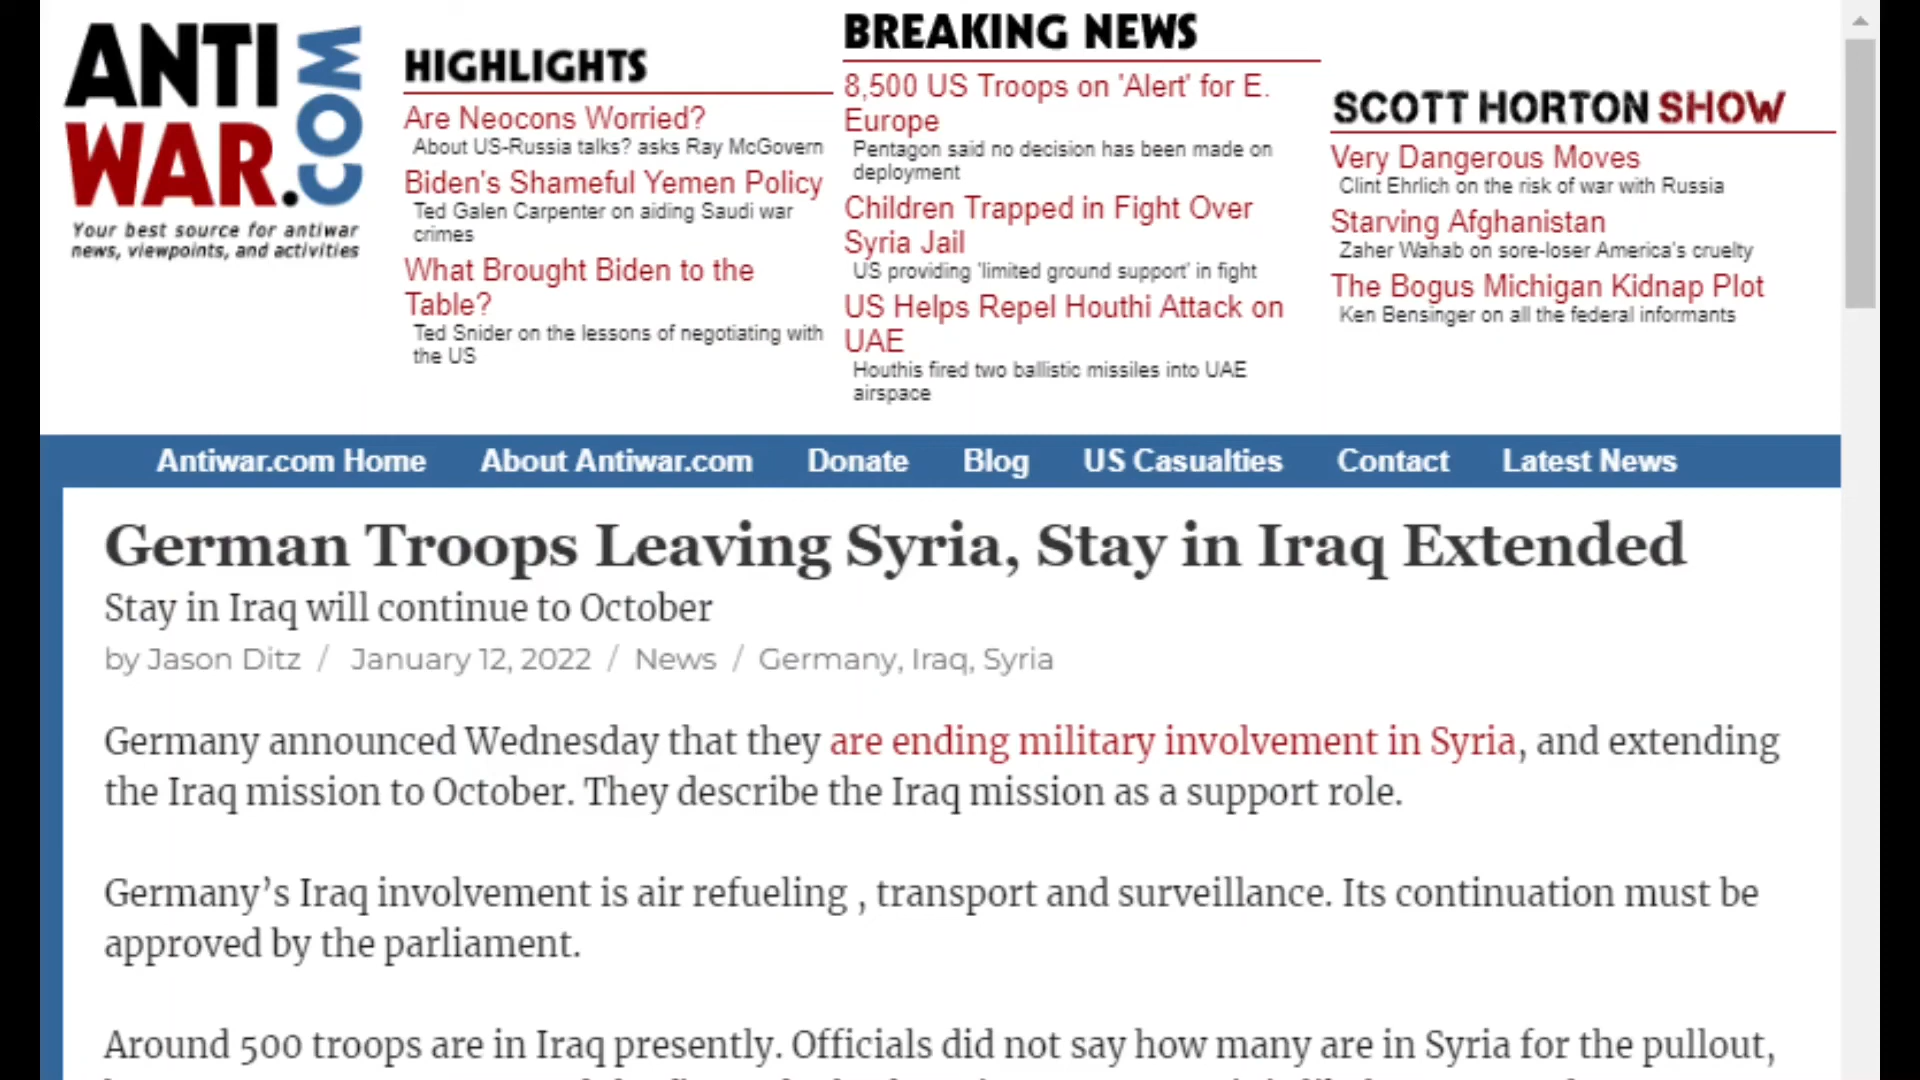 ANTI
WAR.COM
Your best source for antiwar
news, viewpoints, and activities
HIGHLIGHTS
Are Neocons Worried?
About US-Russia talks? asks Ray McGovern
Biden's Shameful Yemen Policy
Ted Galen Carpenter on aiding Saudi war
crimes
What Brought Biden to the
Table?
Ted Snider on the lessons of negotiating with
the US
BREAKING NEWS
8,500 US Troops on 'Alert' for E.
Europe
Pentagon said no decision has been made on
deployment
Children Trapped in Fight Over
Syria Jail
US providing 'limited ground support' in fight
US Helps Repel Houthi Attack on
UAE
Houthis fired two ballistic missiles into UAE
airspace
SCOTT HORTON SHOW
Very Dangerous Moves
Clint Ehrlich on the risk of war with Russia
Starving Afghanistan
Zaher Wahab on sore-loser America's cruelty
The Bogus Michigan Kidnap Plot
Ken Bensinger on all the federal informants
Antiwar.com Home About Antiwar.com Donate Blog US Casualties Contact Latest News
German Troops Leaving Syria, Stay in Iraq Extended
Stay in Iraq will continue to October
by Jason Ditz / January 12, 2022 / News / Germany, Iraq, Syria
Germany announced Wednesday that they are ending military involvement in Syria, and extending
the Iraq mission to October. They describe the Iraq mission as a support role.
Germany’s Iraq involvement is air refueling , transport and surveillance. Its continuation must be
approved by the parliament.
Around 500 troops are in Iraq presently. Officials did not say how many are in Syria for the pullout,